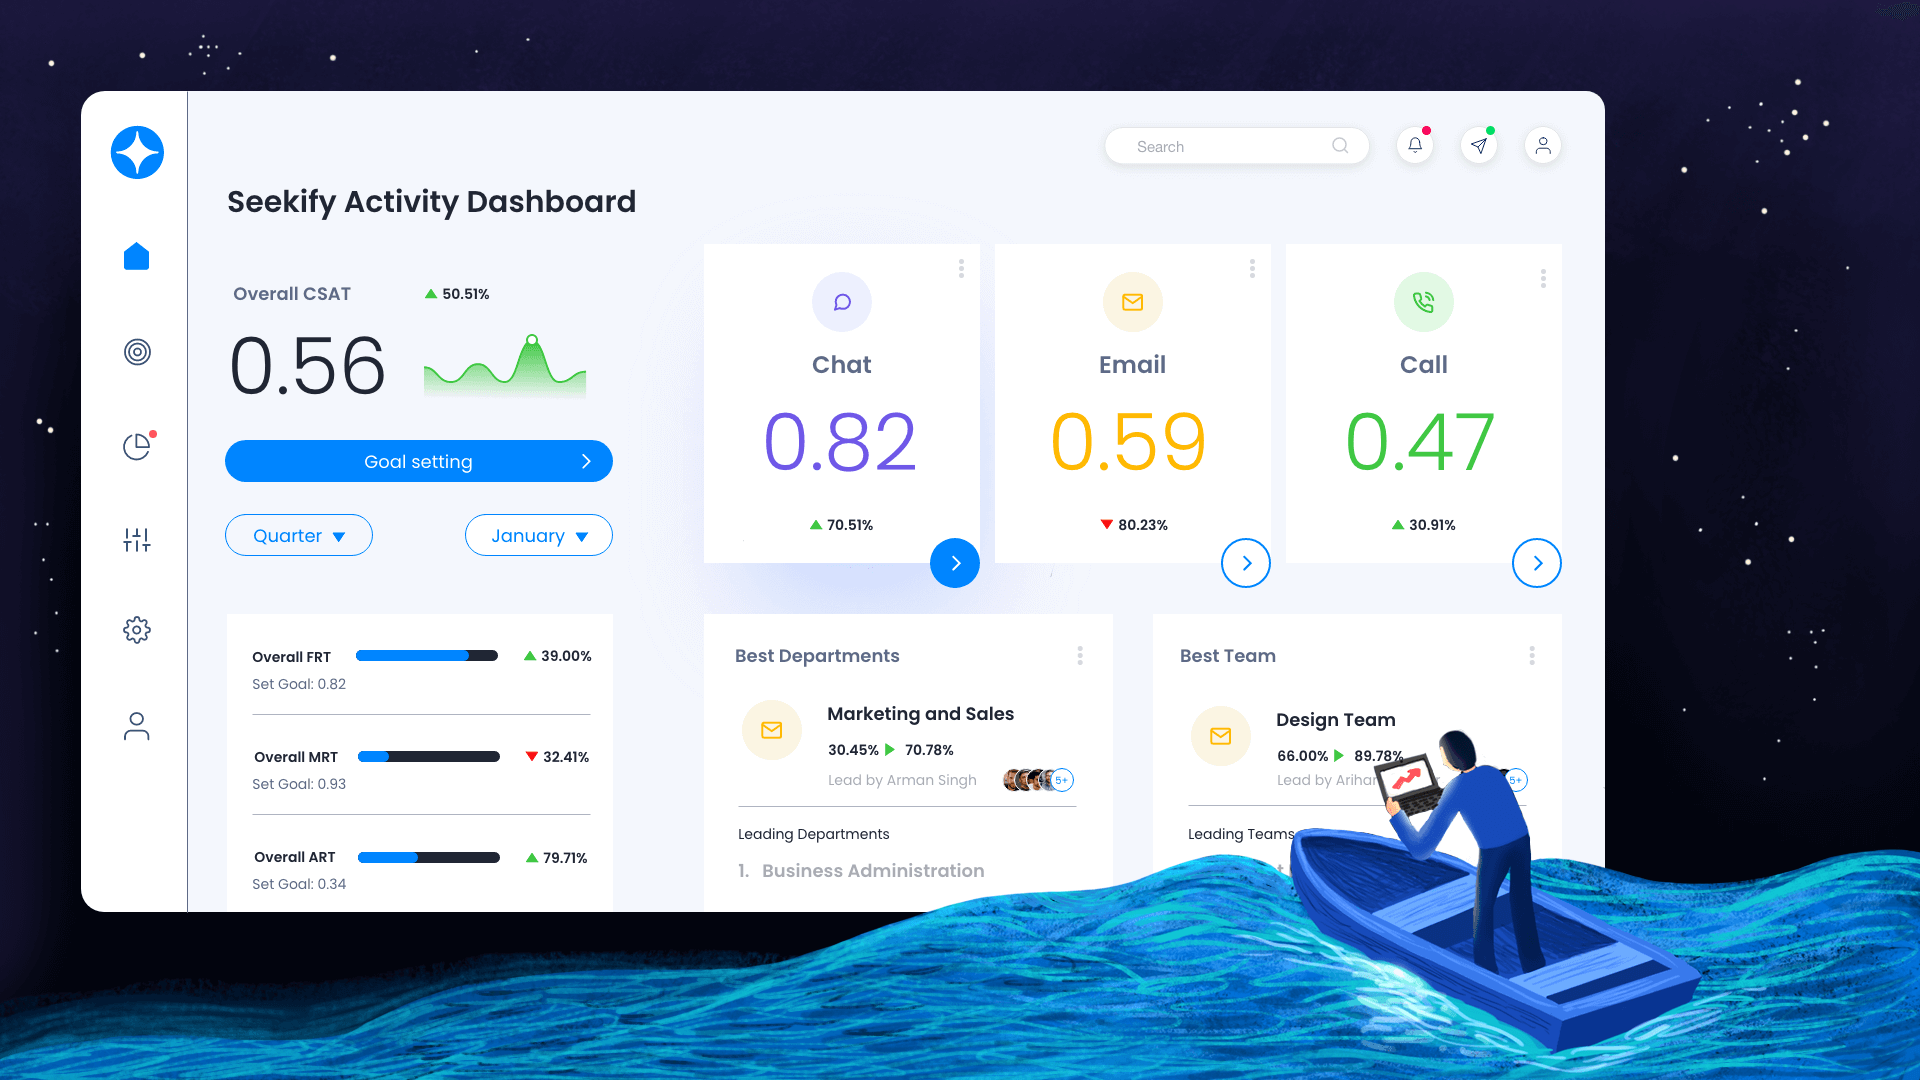 Search
Seekify Activity Dashboard
Overall CSAT
50.51%
0.56
Goal setting
Quarter
January
Chat
0.82
70.51%
Email
0.59
80.23%
Call
0.47
30.91%
Overall FRT
39.00%
Set Goal: 0.82
Overall MRT
32.41%
Set Goal: 0.93
Overall ART
79.71%
Set Goal: 0.34
Best Departments
Marketing and Sales
30.45% 70.78%
Lead by Arman Singh
5+
Leading Departments
1. Business Administration
Best Team
Design Team
66.00% 89.78%
Lead by
5+
Leading Teams